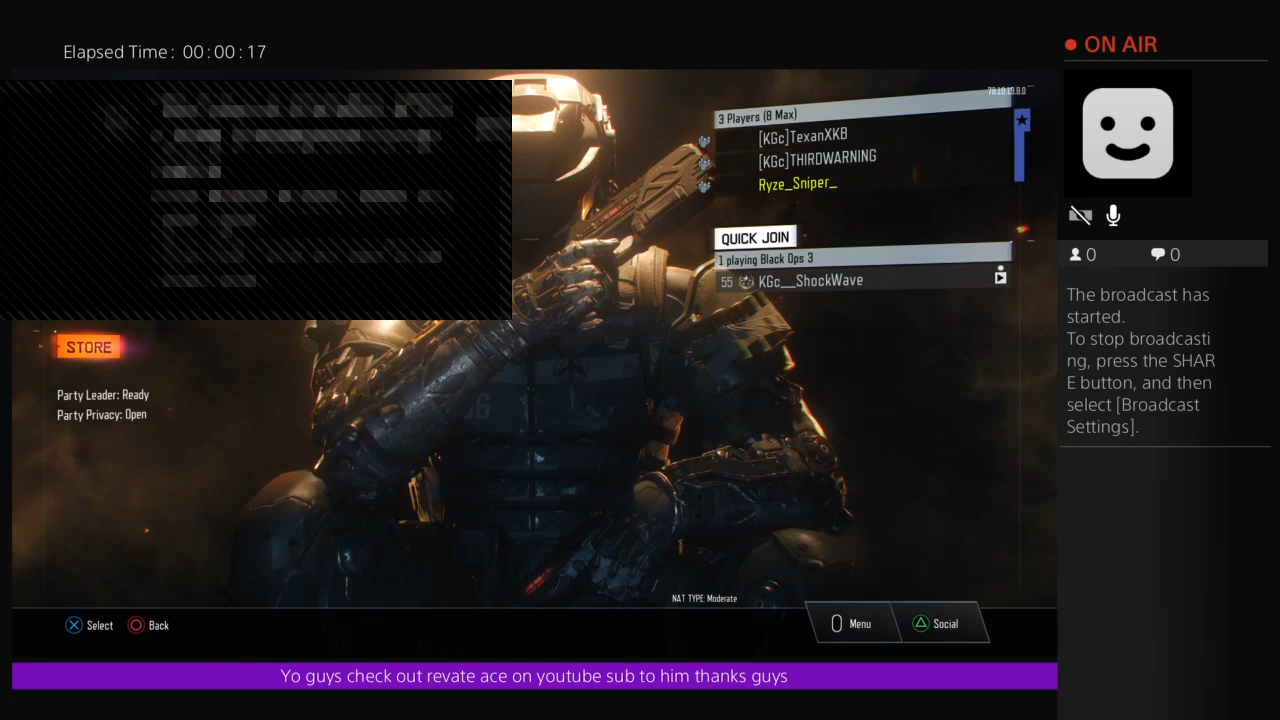 Elapsed Time: 00:00:17
ON AIR
3 Players (8 Max)
[KGc]TexanXKB
[KGc]THIRDWARNING
Ryze_Sniper_
QUICK JOIN
1 playing Black Ops 3
55 KGc__ShockWave
0 0
The broadcast has
started.
To stop broadcasti
ng, press the SHAR
E button, and then
select [Broadcast
Settings].
STORE
Party Leader: Ready
Party Privacy: Open
NAT TYPE: Moderate
Select Back Menu Social
Yo guys check out revate ace on youtube sub to him thanks guys